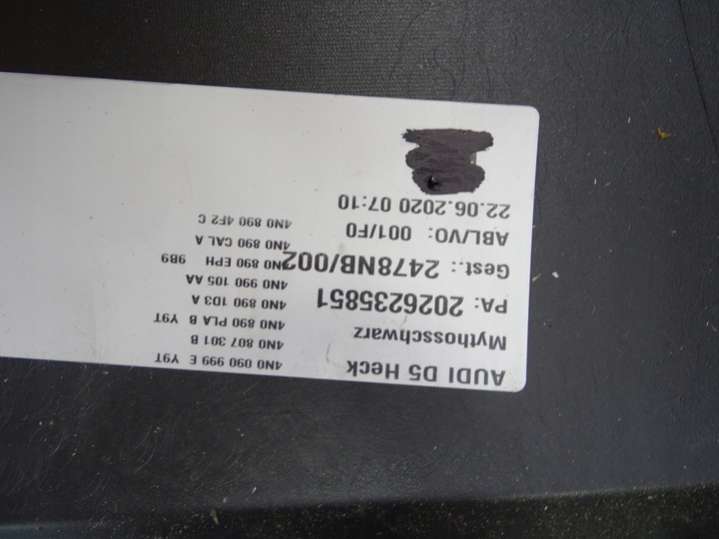 AUDI D5 Heck
Mythosschwarz
PA: 2026235851
Gest.: 2478NB/002
ABL/VO: 001/F0
22.06.2020 07:10
4N0 090 999 E Y9T
4N0 807 301 B
4N0 890 PLA B Y9T
4N0 890 1D3 A
4N0 990 105 AA
4N0 890 EPH 9B9
4N0 890 CAL A
4N0 890 4F2 C